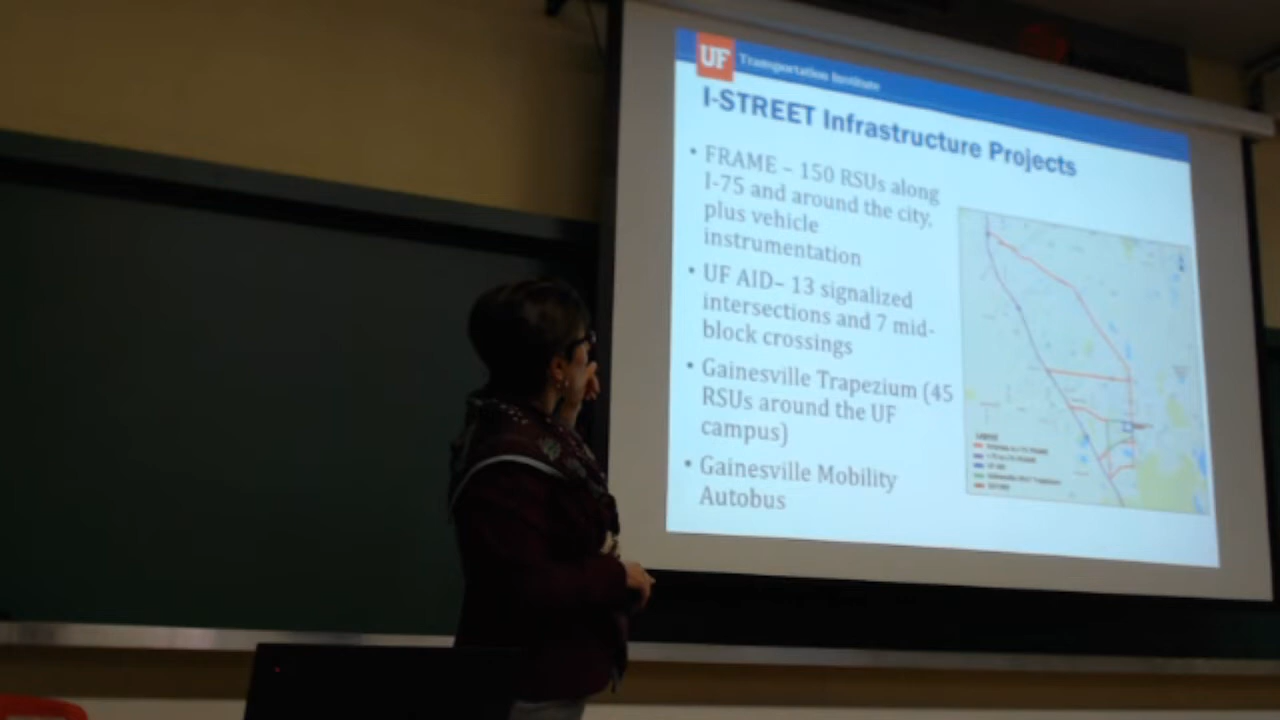 UF Transportation Institute
I-STREET Infrastructure Projects
• FRAME – 150 RSUs along
I-75 and around the city,
plus vehicle
instrumentation
• UF AID– 13 signalized
intersections and 7 mid-
block crossings
• Gainesville Trapezium (45
RSUs around the UF
campus)
• Gainesville Mobility
Autobus